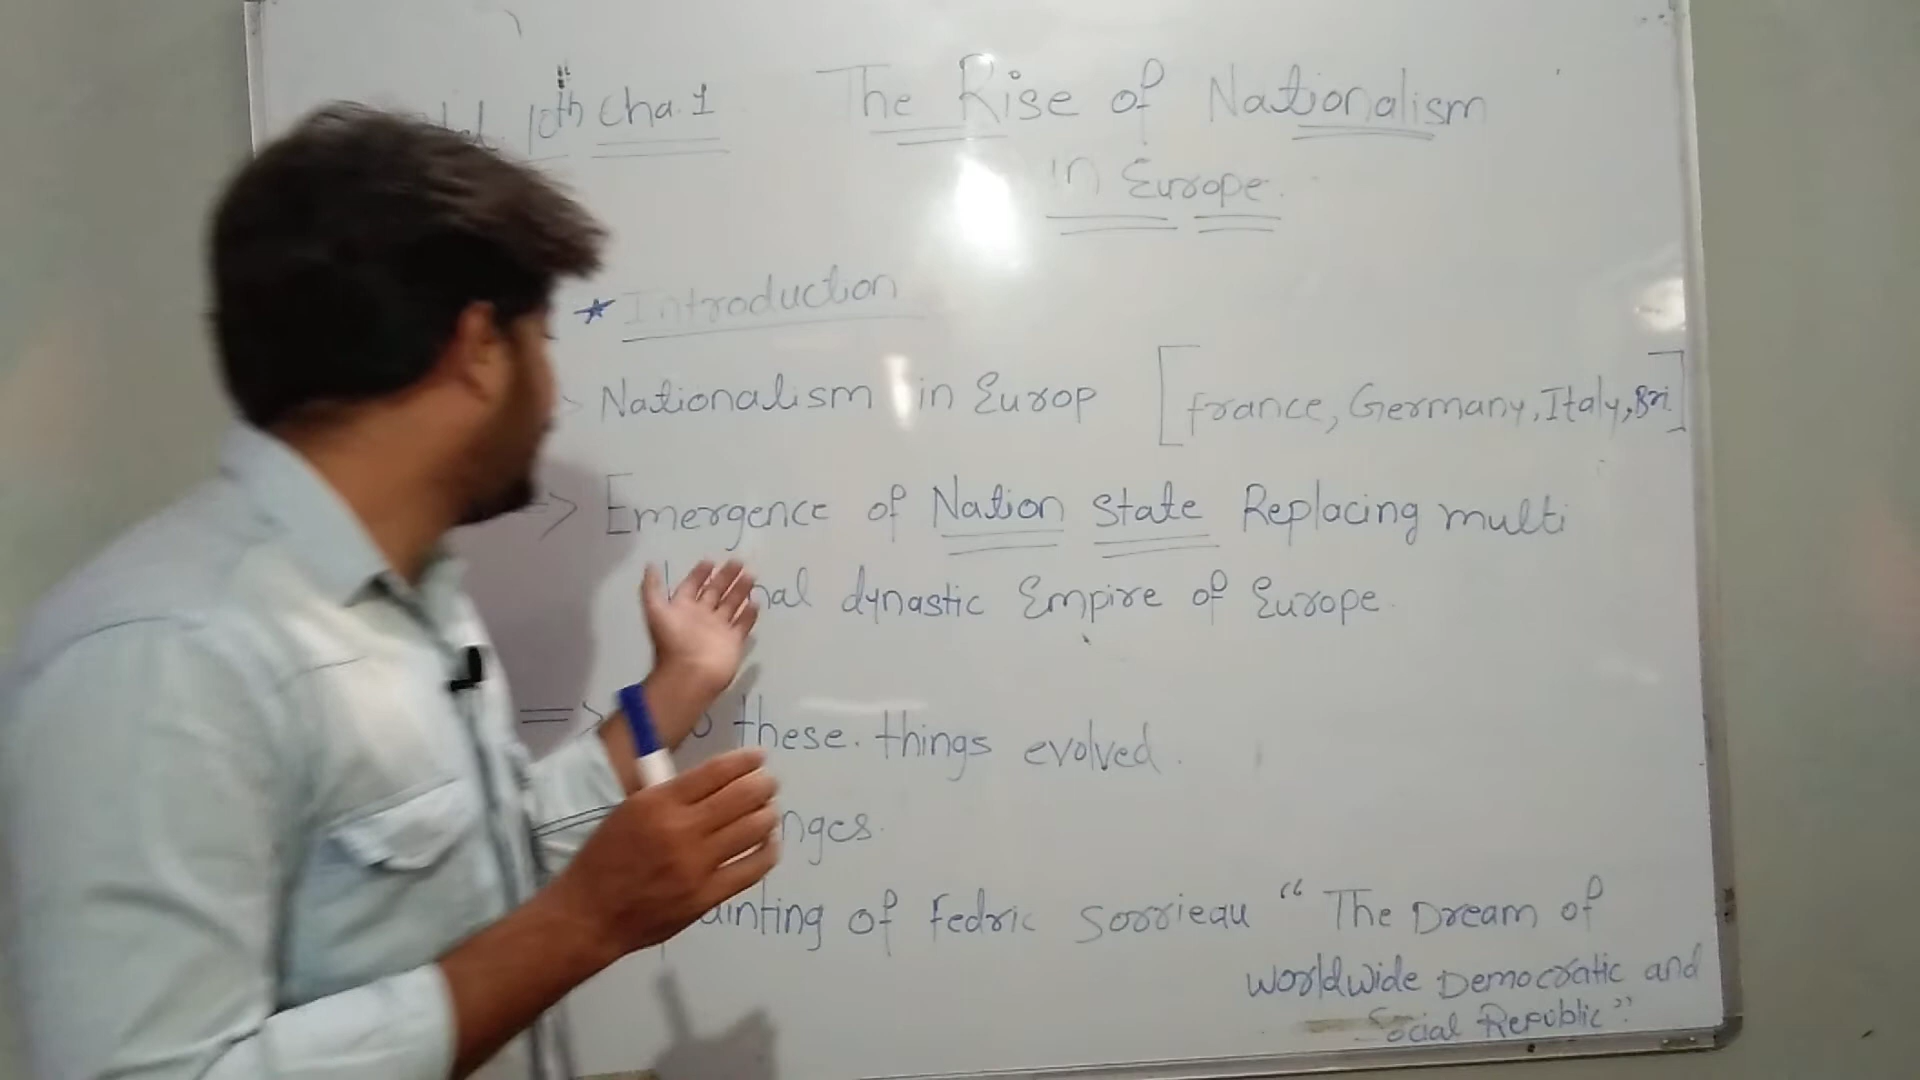 10th Cha. 1 The Rise of Nationalism
in Europe.
Introduction
Nationalism in Europ [france, Germany, Italy, Bri]
=> Emergence of Nation State Replacing multi
dynastic Empire of Europe.
=> these things evolved.
of fedric Sorrieau "The Dream of
Worldwide Democratic and
Social Republic"